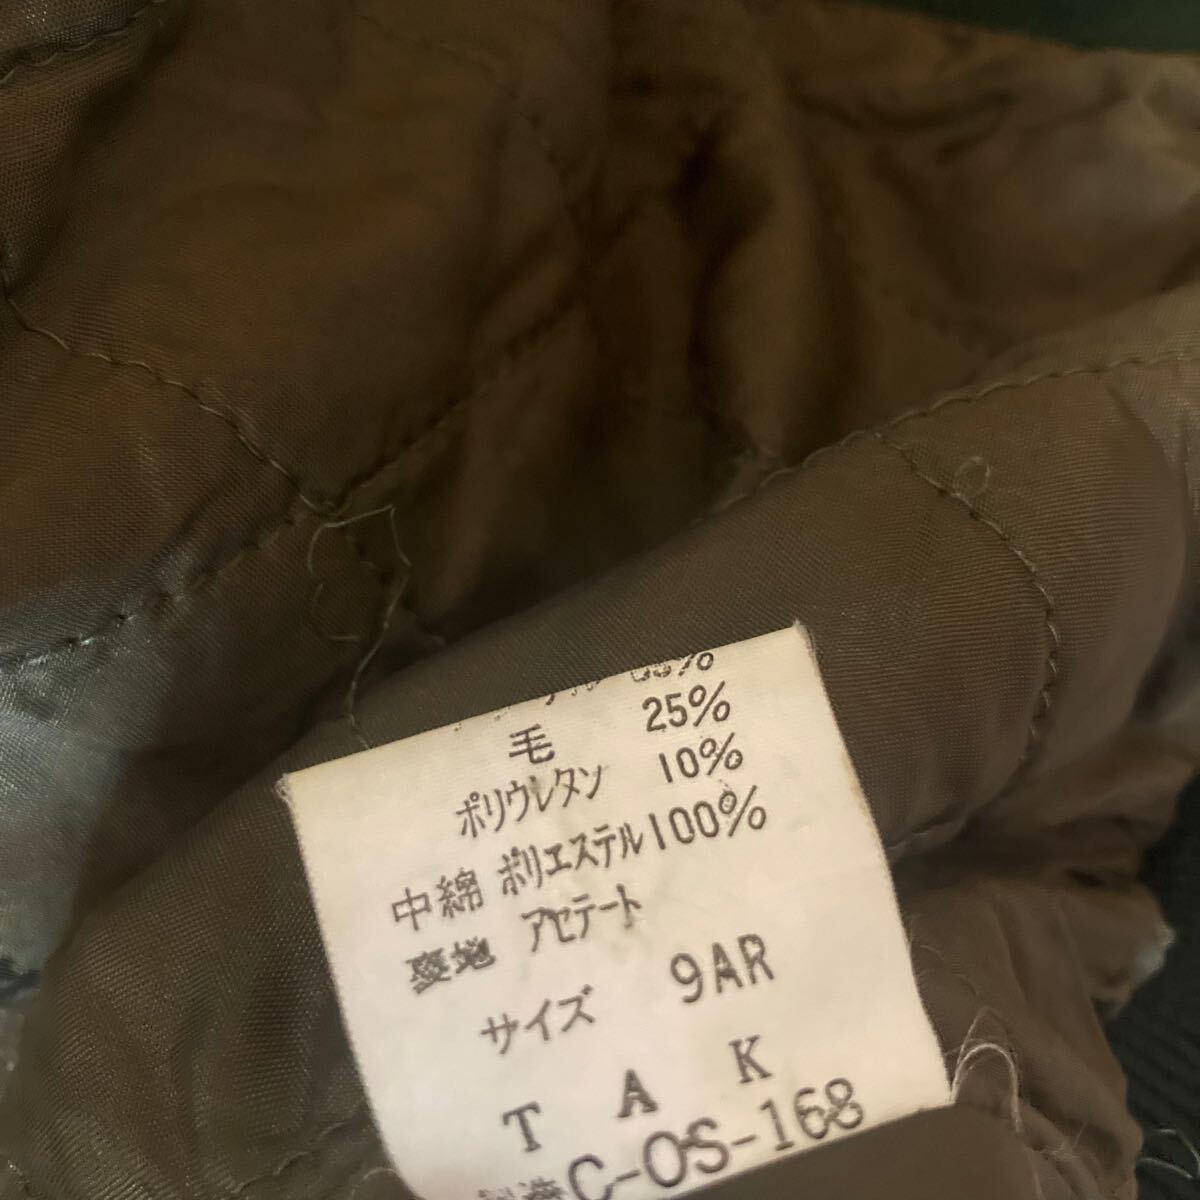 毛 25%
ポリウレタン 10%
中綿 ポリエステル100%
裏地 アセテート
サイズ 9AR
T A K
C-OS-168